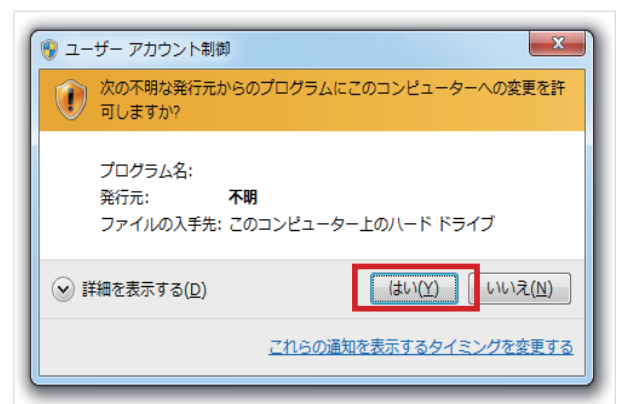 ユーザー アカウント制御
次の不明な発行元からのプログラムにこのコンピューターへの変更を許
可しますか?
プログラム名:
発行元: 不明
ファイルの入手先: このコンピューター上のハード ドライブ
詳細を表示する(D) はい(Y) いいえ(N)
これらの通知を表示するタイミングを変更する